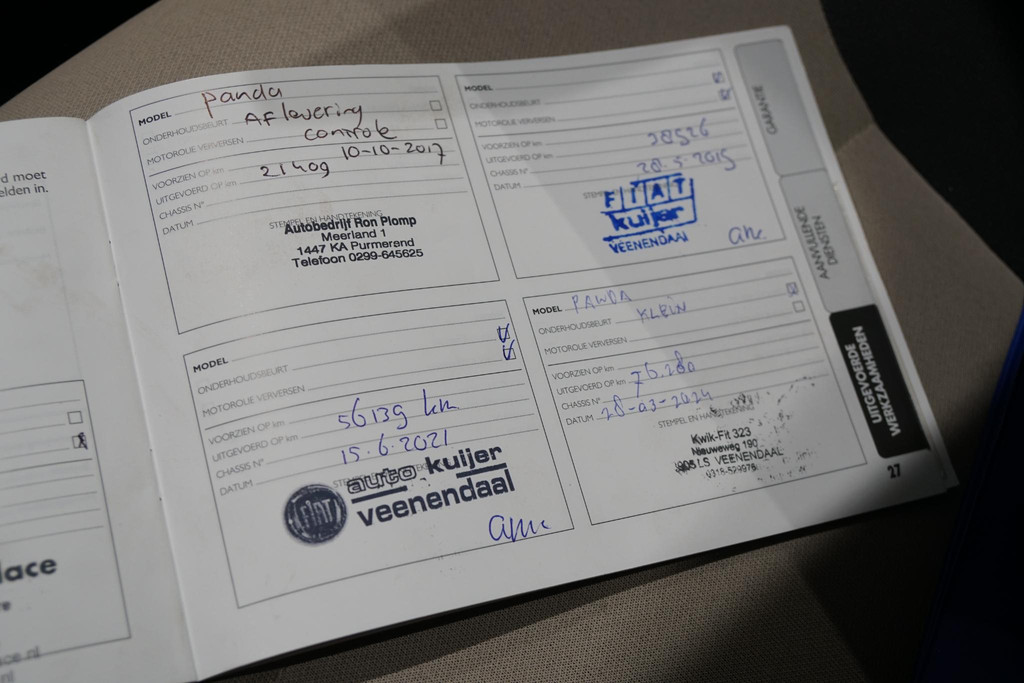 d moet
elden in.
lace
MODEL Panda
ONDERHOUDSBEURT Aflevering
MOTOROLIE VERVERSEN controle
VOORZIEN OP km 10-10-2017
UITGEVOERD OP km 21409
CHASSIS N°
DATUM
STEMPEL EN HANDTEKENING
Autobedrijf Ron Plomp
Meerland 1
1447 KA Purmerend
Telefoon 0299-645625
MODEL
ONDERHOUDSBEURT
MOTOROLIE VERVERSEN
VOORZIEN OP km
UITGEVOERD OP km 28526
CHASSIS N°
DATUM 28.5.2015
FIAT
kuijer
VEENENDAAL
MODEL
ONDERHOUDSBEURT
MOTOROLIE VERVERSEN
VOORZIEN OP km
UITGEVOERD OP km 56139 km
CHASSIS N°
DATUM 15.6.2021
FIAT
auto kuijer
veenendaal
MODEL PANDA
ONDERHOUDSBEURT KLEIN
MOTOROLIE VERVERSEN
VOORZIEN OP km
UITGEVOERD OP km 76.280
CHASSIS N°
DATUM 28-03-2024
STEMPEL EN HANDTEKENING
Kwik-Fit 323
Nieuweweg 190
LS VEENENDAAL
GARANTIE
AANVULLENDE
DIENSTEN
UITGEVOERDE
WERKZAAMHEDEN
27